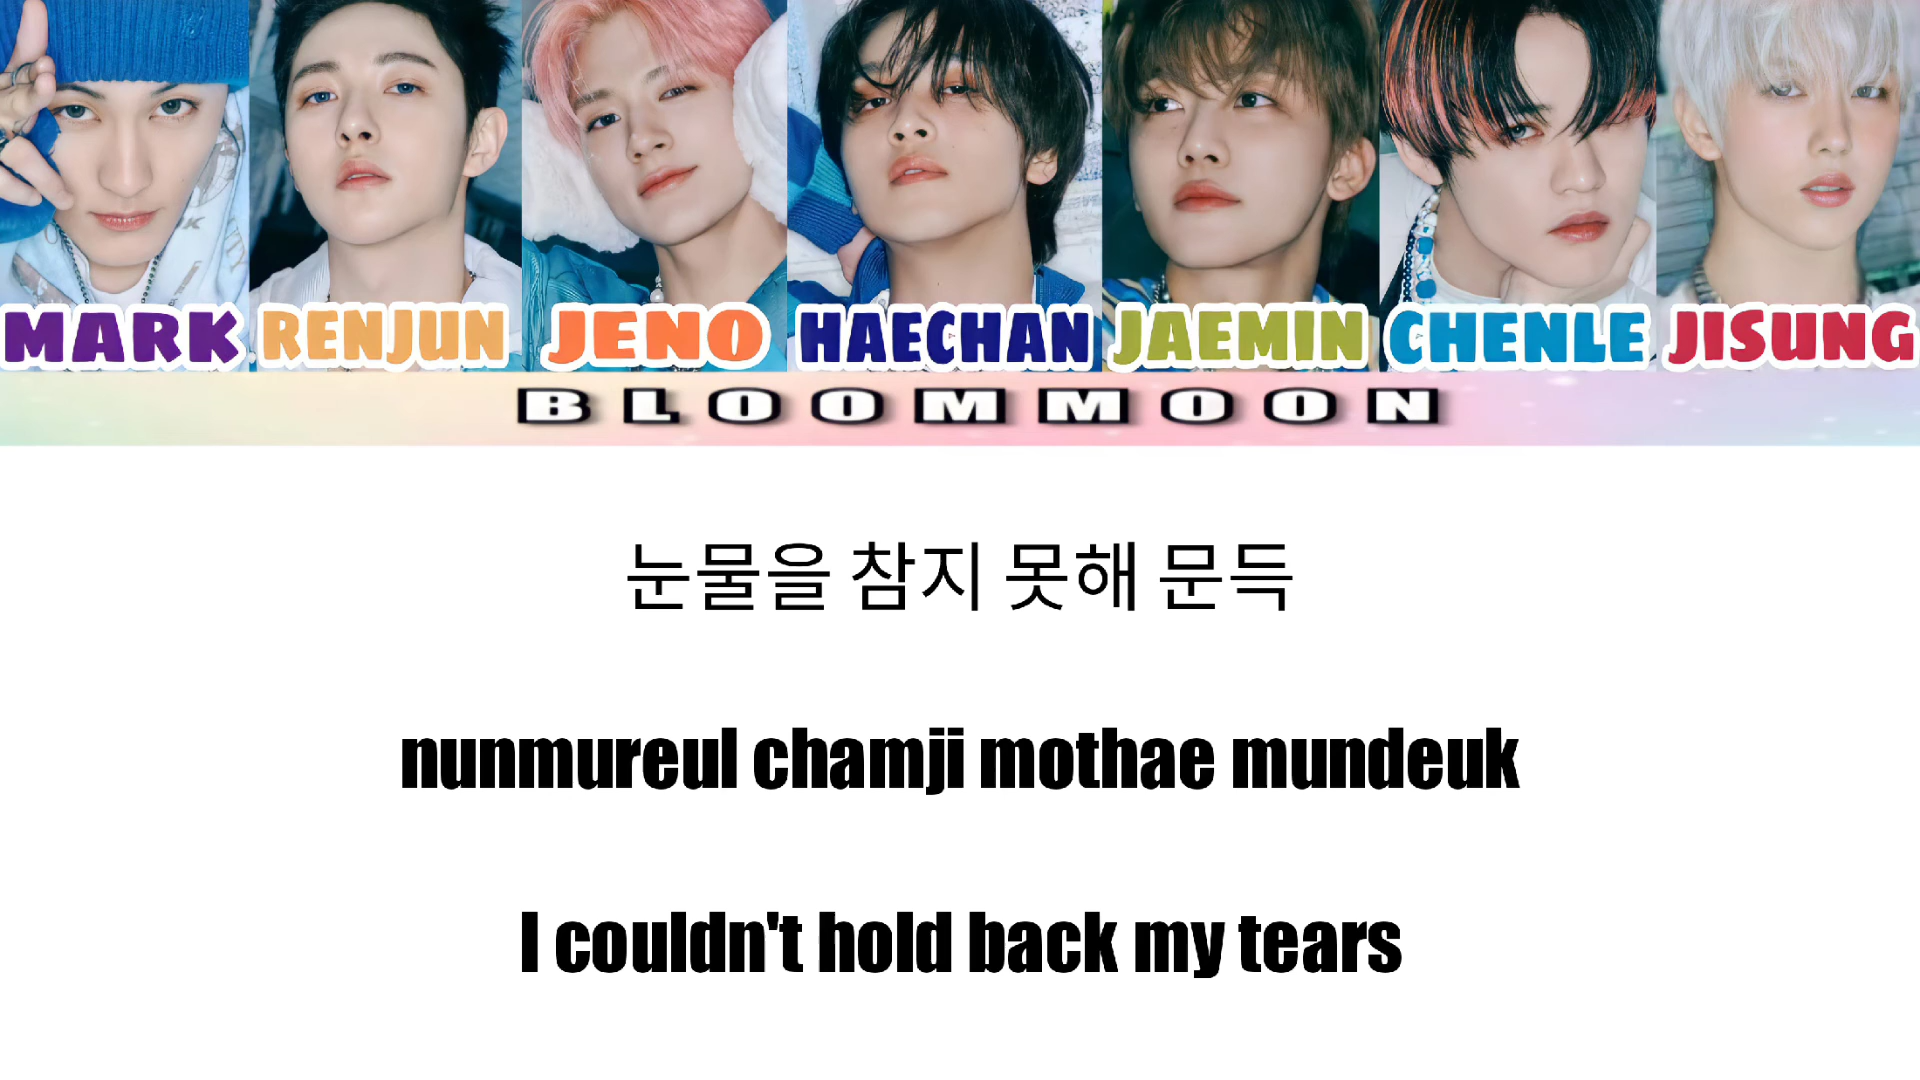 MARK RENJUN JENO HAECHAN JAEMIN CHENLE JISUNG
BLOOMMOON
눈물을 참지 못해 문득
nunmureul chamji mothae mundeuk
I couldn't hold back my tears